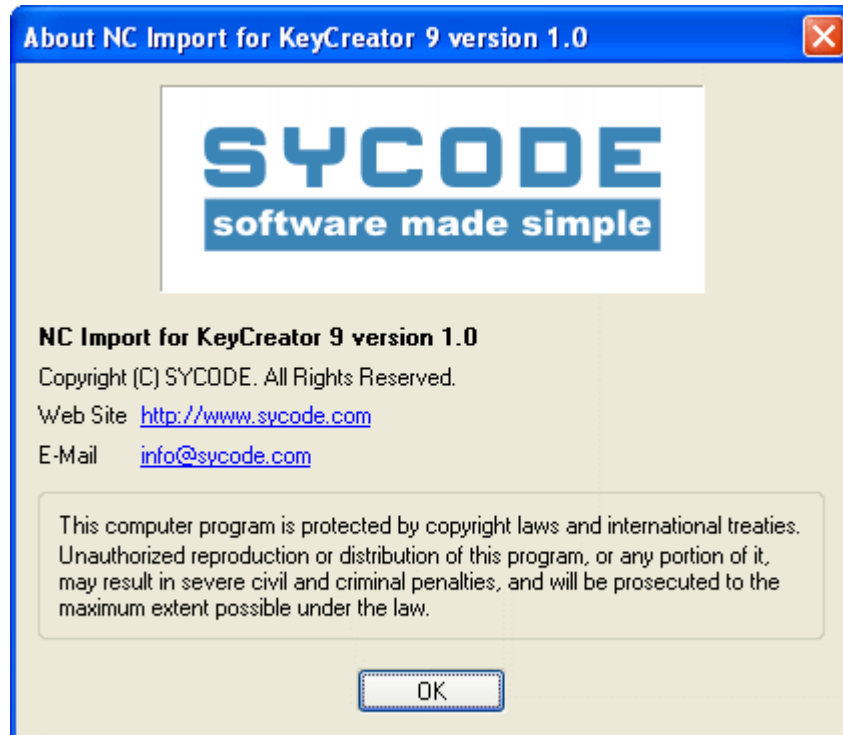 About NC Import for KeyCreator 9 version 1.0
SYCODE
software made simple
NC Import for KeyCreator 9 version 1.0
Copyright (C) SYCODE. All Rights Reserved.
Web Site http://www.sycode.com
E-Mail info@sycode.com
This computer program is protected by copyright laws and international treaties.
Unauthorized reproduction or distribution of this program, or any portion of it,
may result in severe civil and criminal penalties, and will be prosecuted to the
maximum extent possible under the law.
OK